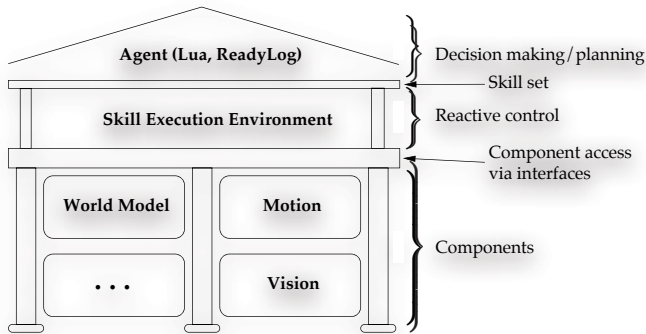 Agent (Lua, ReadyLog)
Decision making/planning
Skill set
Skill Execution Environment
Reactive control
Component access
via interfaces
World Model
Motion
Components
. . .
Vision